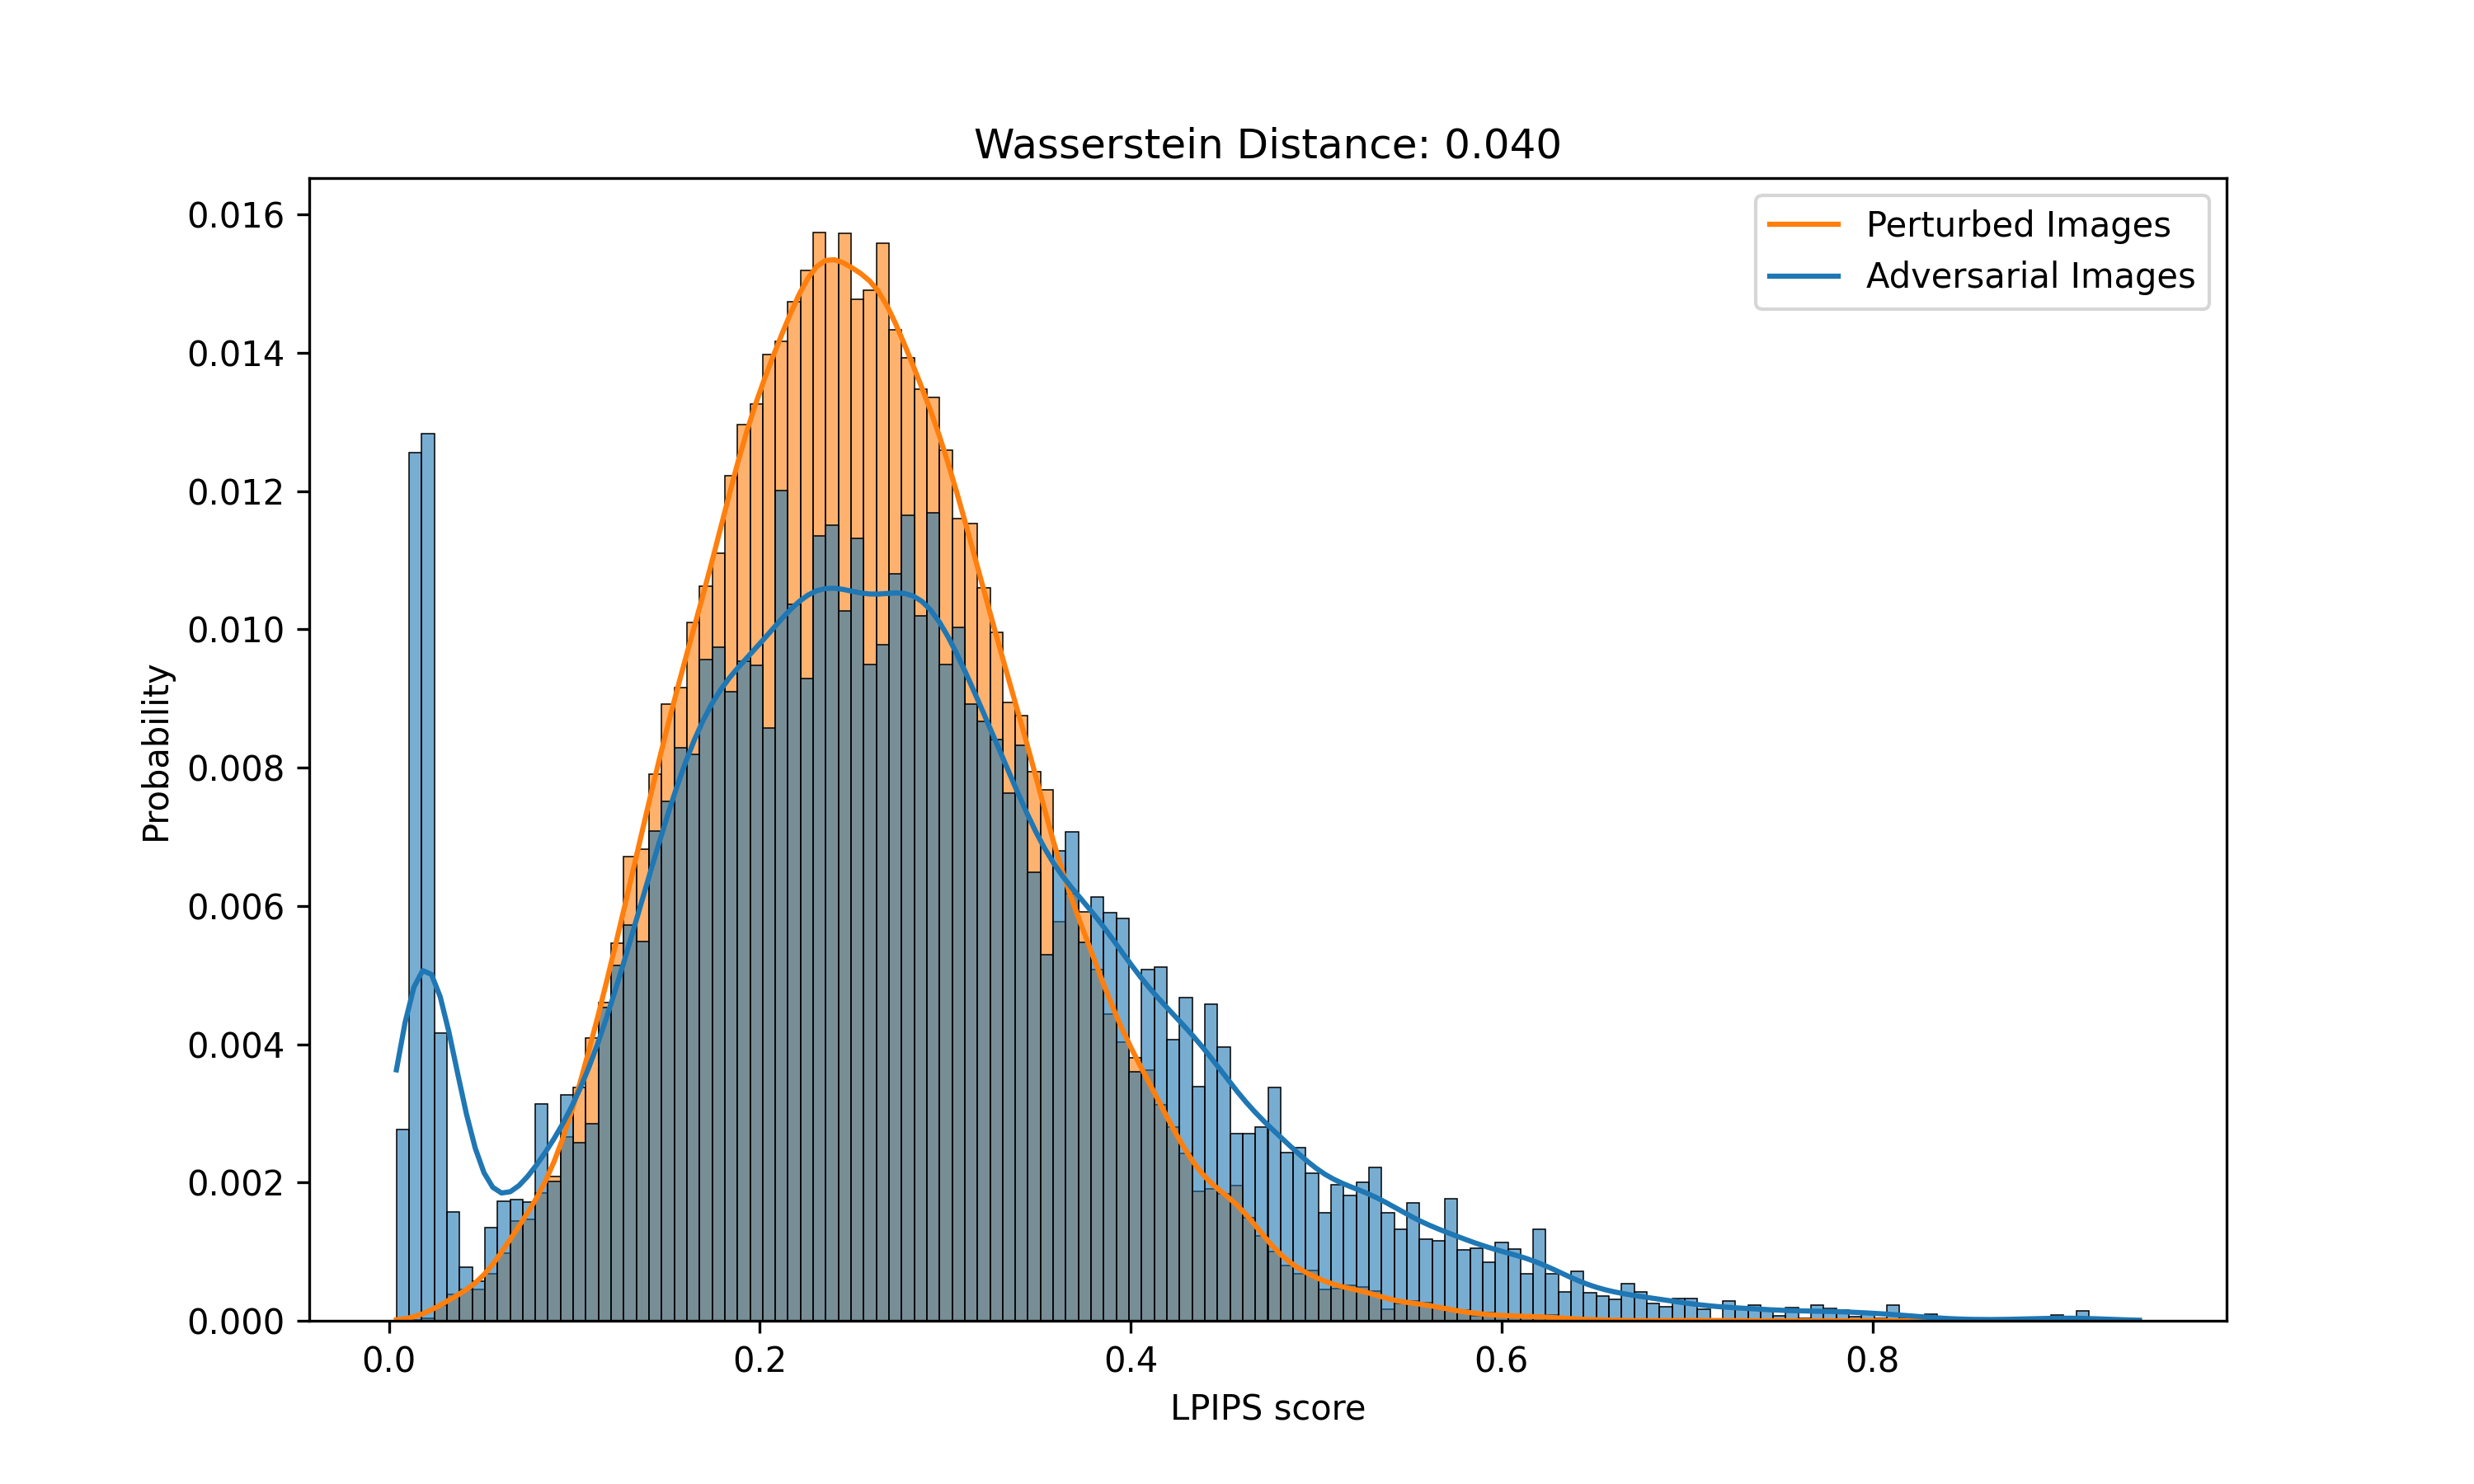 Wasserstein Distance: 0.040
Perturbed Images
Adversarial Images
0.016
0.014
0.012
0.010
0.008
0.006
0.004
0.002
0.000
Probability
0.0 0.2 0.4 0.6 0.8
LPIPS score